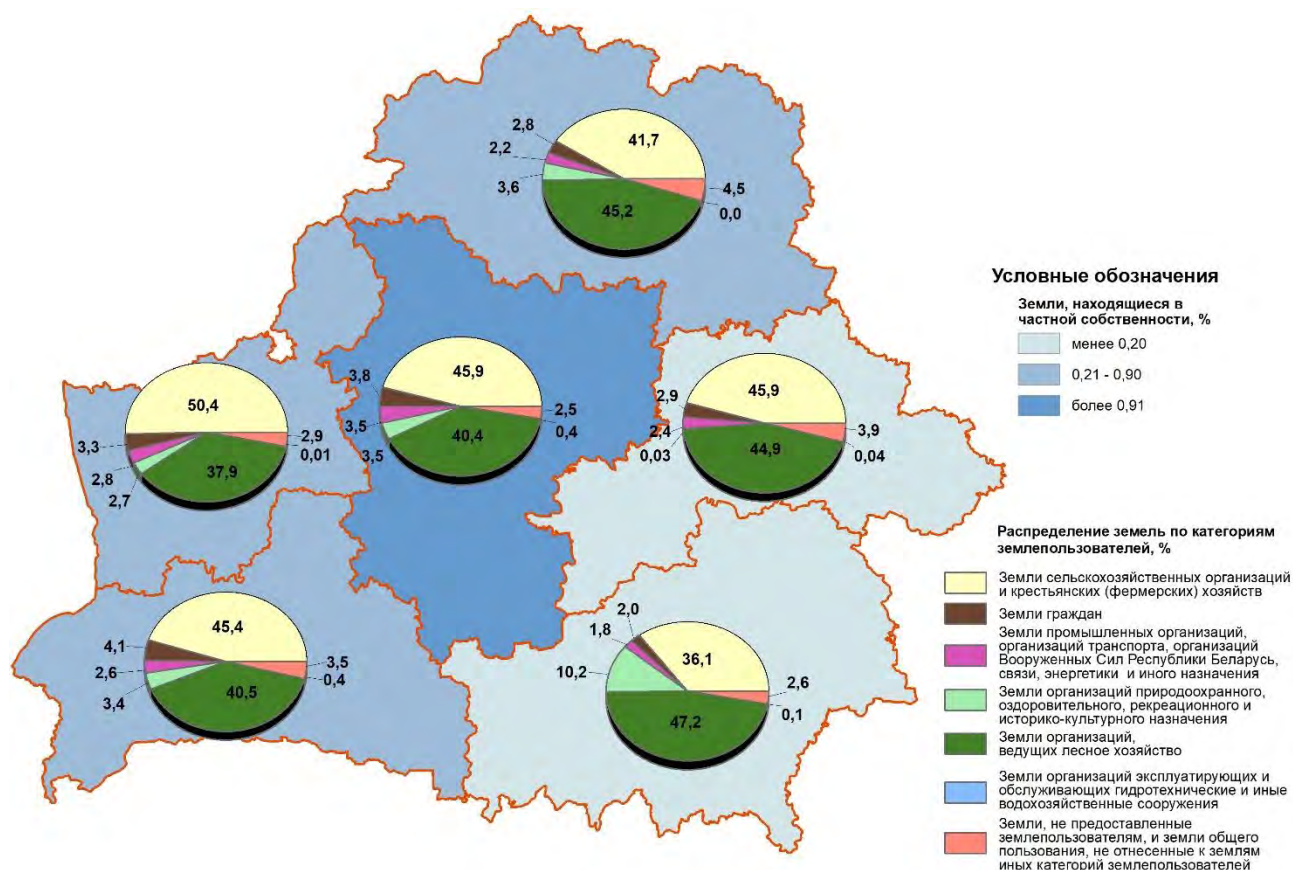 2,8
41,7
2,2
3,6
4,5
45,2
0,0
3,8
45,9
3,5
2,5
0,4
40,4
3,5
2,9
45,9
2,4
3,9
0,03
44,9
0,04
50,4
3,3
2,9
0,01
2,8
37,9
2,7
4,1
45,4
2,6
3,5
0,4
3,4
40,5
2,0
1,8
36,1
10,2
2,6
0,1
47,2
Условные обозначения
Земли, находящиеся в
частной собственности, %
менее 0,20
0,21 - 0,90
более 0,91
Распределение земель по категориям
землепользователей, %
Земли сельскохозяйственных организаций
и крестьянских (фермерских) хозяйств
Земли граждан
Земли промышленных организаций,
организаций транспорта, организаций
Вооруженных Сил Республики Беларусь,
связи, энергетики и иного назначения
Земли организаций природоохранного,
оздоровительного, рекреационного и
историко-культурного назначения
Земли организаций,
ведущих лесное хозяйство
Земли организаций эксплуатирующих и
обслуживающих гидротехнические и иные
водохозяйственные сооружения
Земли, не предоставленные
землепользователям, и земли общего
пользования, не отнесенные к землям
иных категорий землепользователей